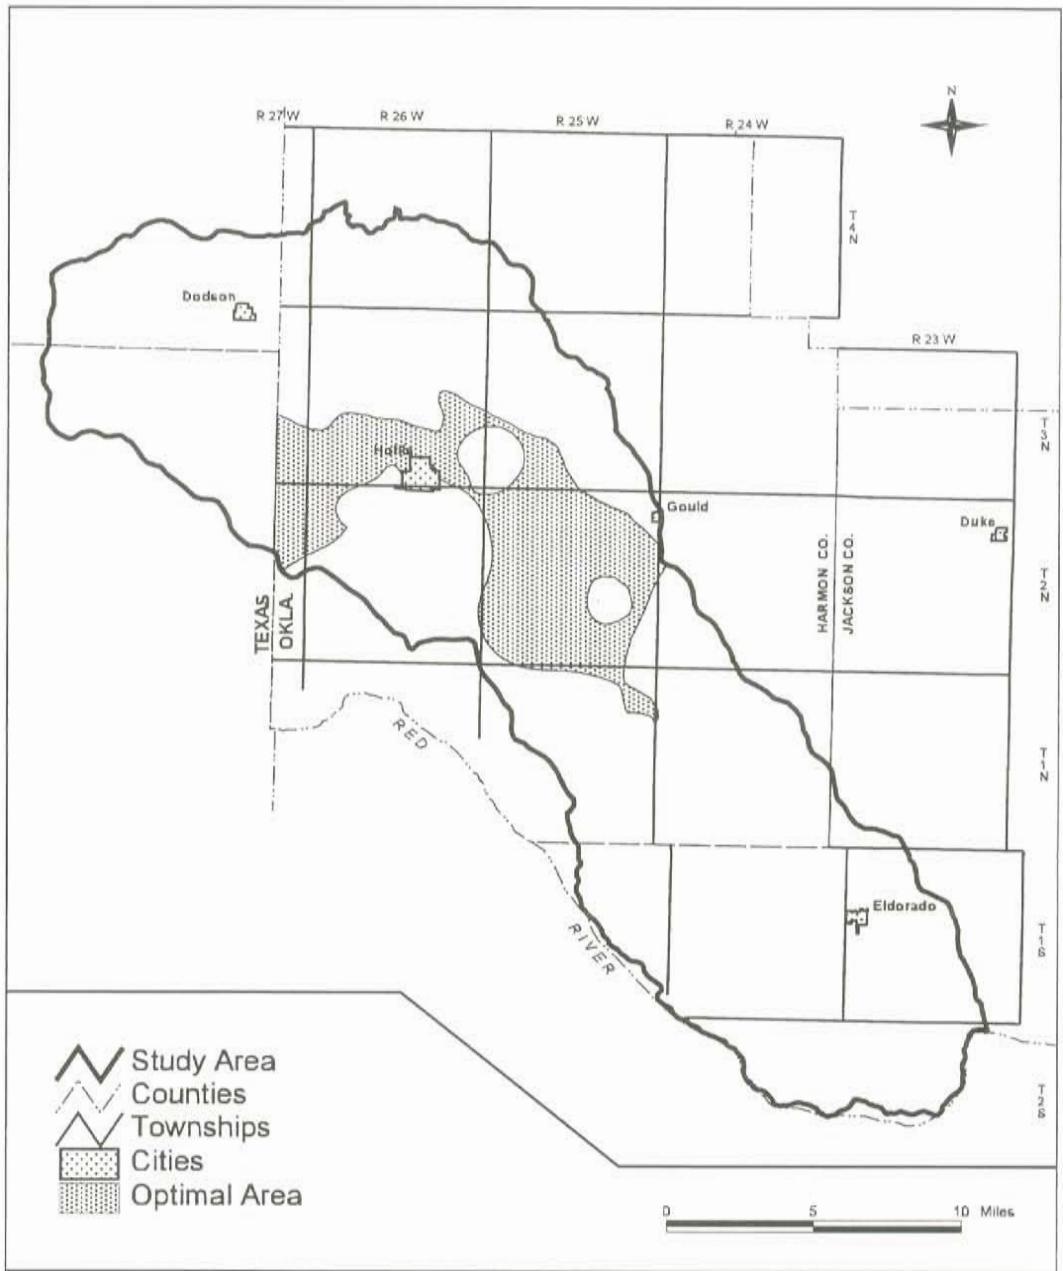 N
R 27 W
R 26 W
R 25 W
R 24 W
T4N
Dodson
R 23 W
T3N
Hollis
Gould
Duke
HARMON CO.
JACKSON CO.
T2N
TEXAS
OKLA.
RED
T1N
Eldorado
RIVER
T1S
T2S
Study Area
Counties
Townships
Cities
Optimal Area
0 5 10 Miles